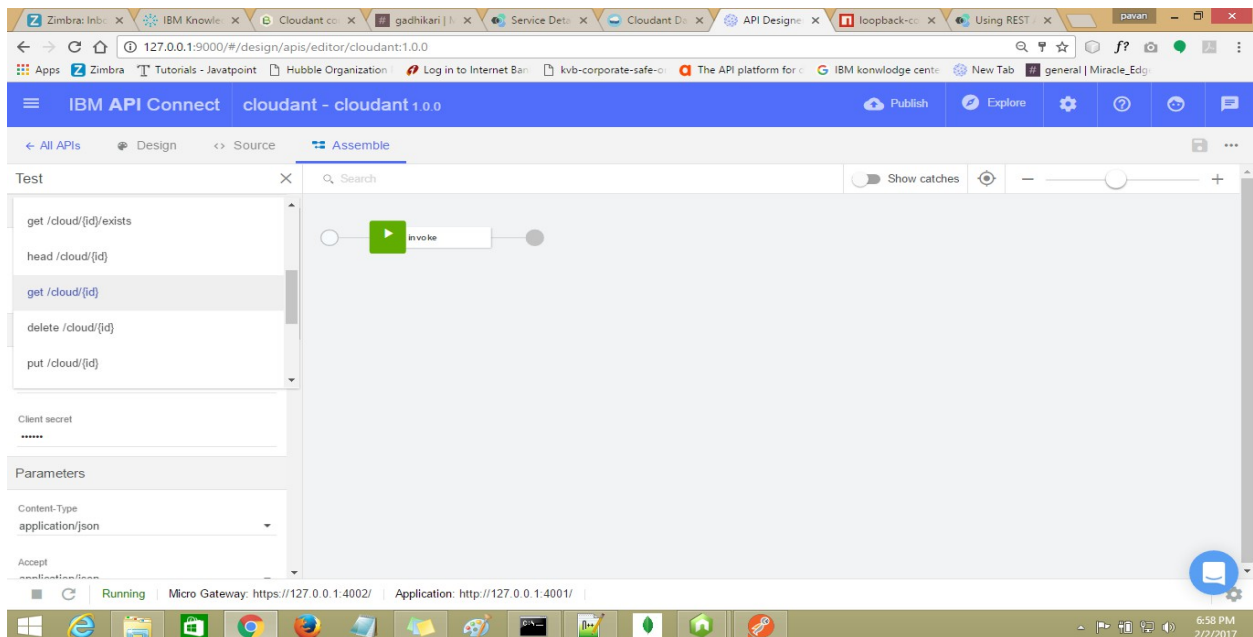 Zimbra: Inbo
IBM Knowle
Cloudant co
gadhikari | 
Service Deta
Cloudant Da
API Designe
loopback-co
Using REST
pavan
127.0.0.1:9000/#/design/apis/editor/cloudant:1.0.0
f?
Apps Zimbra Tutorials - Javatpoint Hubble Organization Log in to Internet Ban kvb-corporate-safe-o The API platform for IBM konwlodge cente New Tab general | Miracle_Edg
IBM API Connect cloudant - cloudant 1.0.0 Publish Explore
← All APIs Design <> Source Assemble
Test Search Show catches
get /cloud/{id}/exists
invoke
head /cloud/{id}
get /cloud/{id}
delete /cloud/{id}
put /cloud/{id}
Client secret
••••••
Parameters
Content-Type
application/json
Accept
application/json
Running Micro Gateway: https://127.0.0.1:4002/ Application: http://127.0.0.1:4001/
6:58 PM
2/2/2017